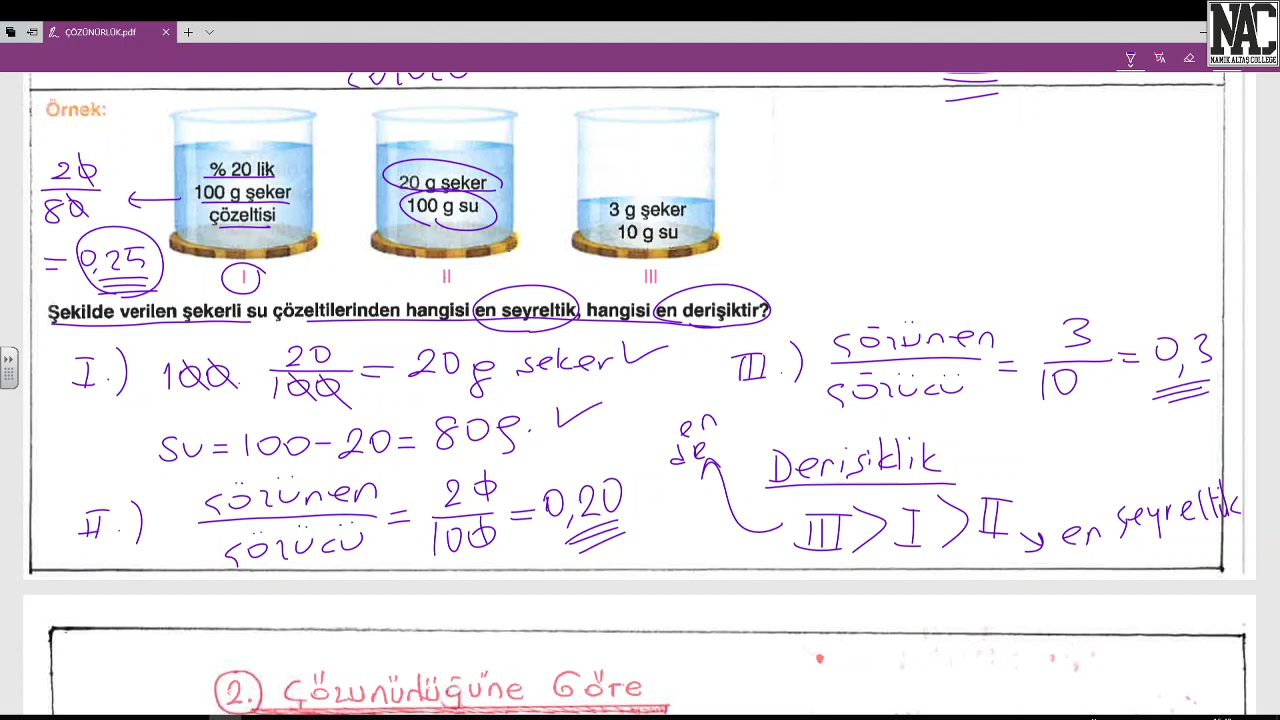 ÇÖZÜNÜRLÜK.pdf
NAC
NAMIK ALTAŞ COLLEGE
Örnek:
% 20 lik
100 g şeker
çözeltisi
I
20 g şeker
100 g su
II
3 g şeker
10 g su
III
20
80
= 0,25
Şekilde verilen şekerli su çözeltilerinden hangisi en seyreltik, hangisi en derişiktir?
I.) 100. 20/100 = 20 g şeker ✓
su = 100 - 20 = 80 g. ✓
II.) çözünen/çözücü = 20/100 = 0,20
III.) çözünen/çözücü = 3/10 = 0,3
en
de
Derişiklik
III > I > II → en seyreltik
2.) Çözünürlüğüne Göre